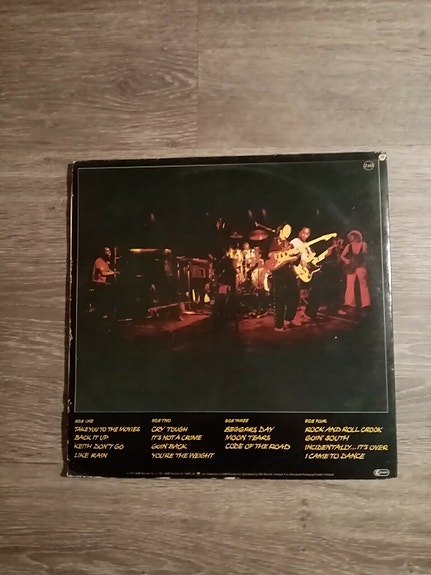 SIDE ONE
TAKE YOU TO THE MOVIES
BACK IT UP
KEITH DON'T GO
LIKE RAIN
SIDE TWO
CRY TOUGH
IT'S NOT A CRIME
GOIN BACK
YOU'RE THE WEIGHT
SIDE THREE
BEGGARS DAY
MOON TEARS
CODE OF THE ROAD
SIDE FOUR
ROCK AND ROLL CROOK
GOIN' SOUTH
INCIDENTALLY...IT'S OVER
I CAME TO DANCE